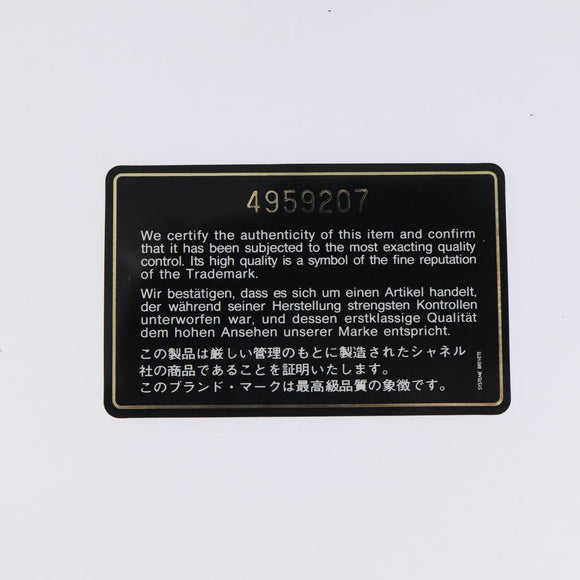 4959207
We certify the authenticity of this item and confirm
that it has been subjected to the most exacting quality
control. Its high quality is a symbol of the fine reputation
of the Trademark.
Wir bestätigen, dass es sich um einen Artikel handelt,
der während seiner Herstellung strengsten Kontrollen
unterworfen war, und dessen erstklassige Qualität
dem hohen Ansehen unserer Marke entspricht.
この製品は厳しい管理のもとに製造されたシャネル
社の商品であることを証明いたします。
このブランド・マークは最高級品質の象徴です。
SYSTEME BREVETE